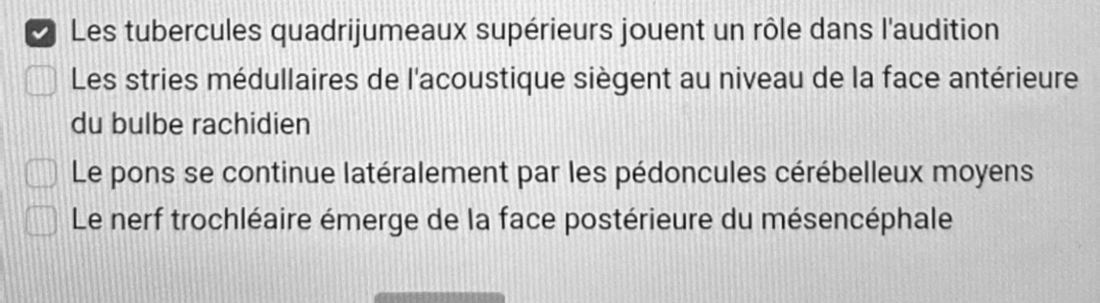 Les tubercules quadrijumeaux supérieurs jouent un rôle dans l'audition
Les stries médullaires de l'acoustique siègent au niveau de la face antérieure
du bulbe rachidien
Le pons se continue latéralement par les pédoncules cérébelleux moyens
Le nerf trochléaire émerge de la face postérieure du mésencéphale